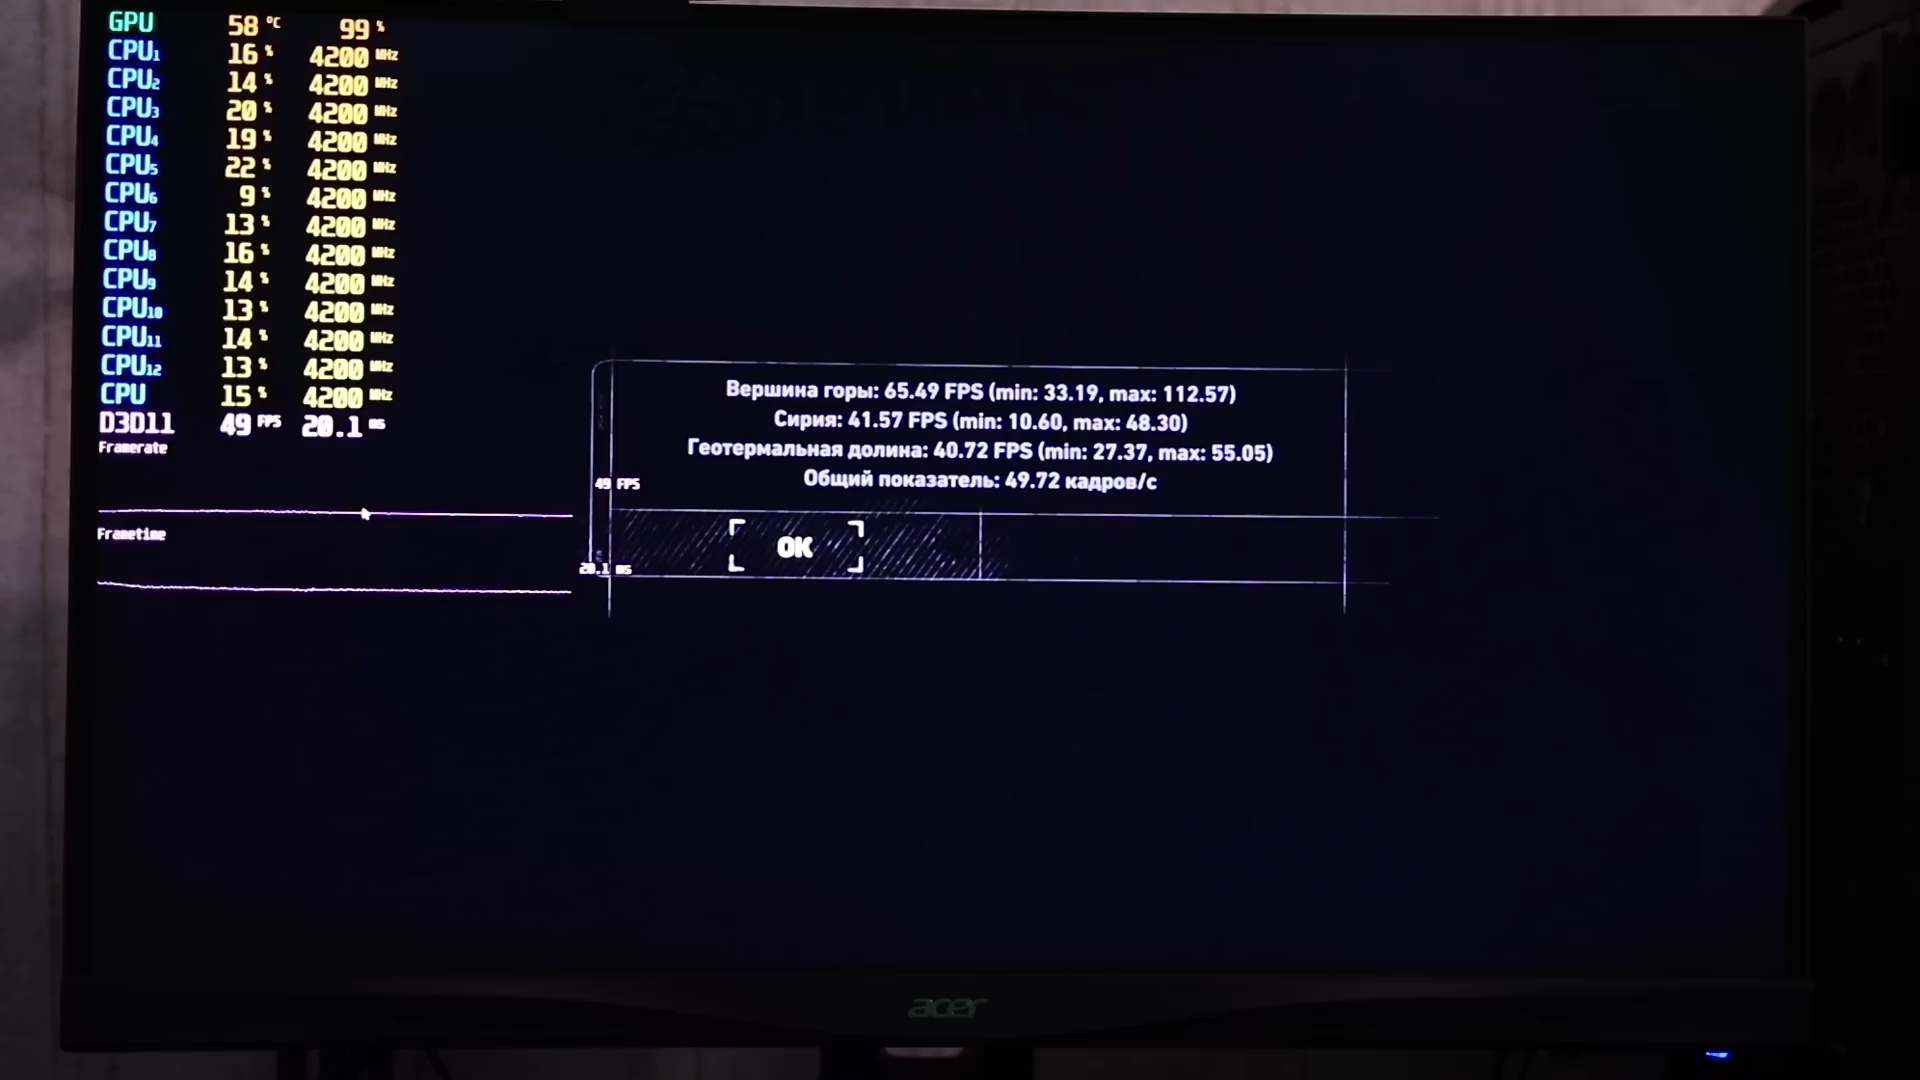 GPU 58 °C 99 %
CPU1 16 % 4200 MHz
CPU2 14 % 4200 MHz
CPU3 20 % 4200 MHz
CPU4 19 % 4200 MHz
CPU5 22 % 4200 MHz
CPU6 9 % 4200 MHz
CPU7 13 % 4200 MHz
CPU8 16 % 4200 MHz
CPU9 14 % 4200 MHz
CPU10 13 % 4200 MHz
CPU11 14 % 4200 MHz
CPU12 13 % 4200 MHz
CPU 15 % 4200 MHz
D3D11 49 FPS 20.1 ms
Framerate
49 FPS
Frametime
20.1 ms
Вершина горы: 65.49 FPS (min: 33.19, max: 112.57)
Сирия: 41.57 FPS (min: 10.60, max: 48.30)
Геотермальная долина: 40.72 FPS (min: 27.37, max: 55.05)
Общий показатель: 49.72 кадров/с
OK
acer